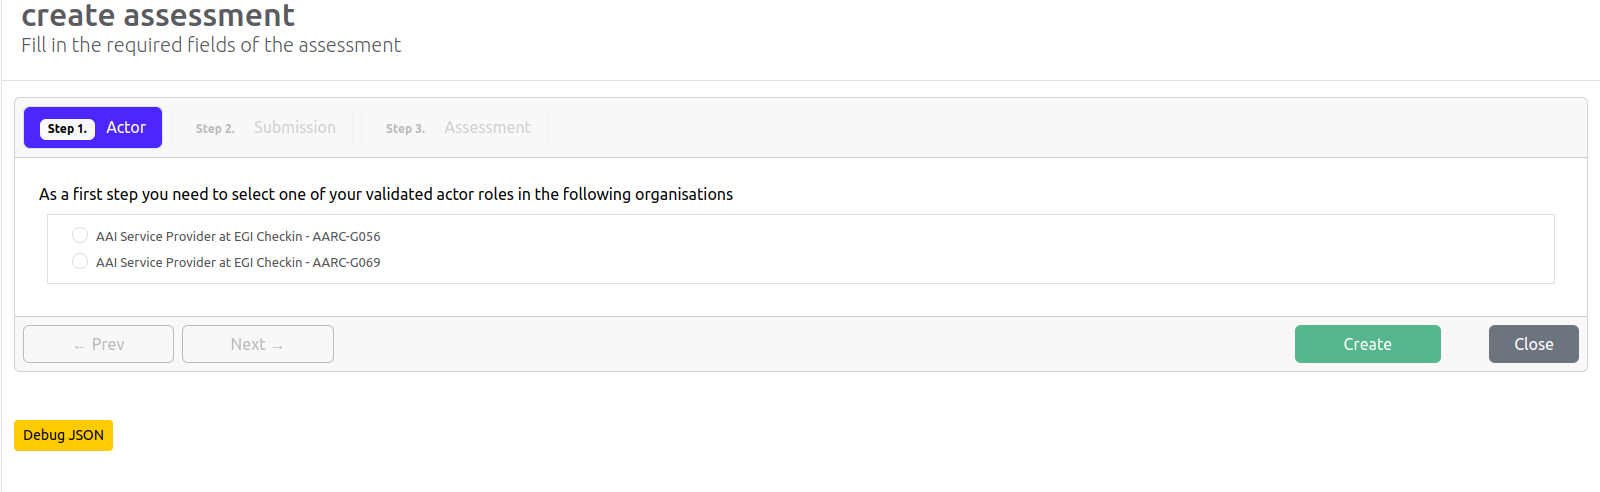 create assessment
Fill in the required fields of the assessment
Step 1. Actor
Step 2. Submission
Step 3. Assessment
As a first step you need to select one of your validated actor roles in the following organisations
AAI Service Provider at EGI Checkin - AARC-G056
AAI Service Provider at EGI Checkin - AARC-G069
← Prev
Next →
Create
Close
Debug JSON